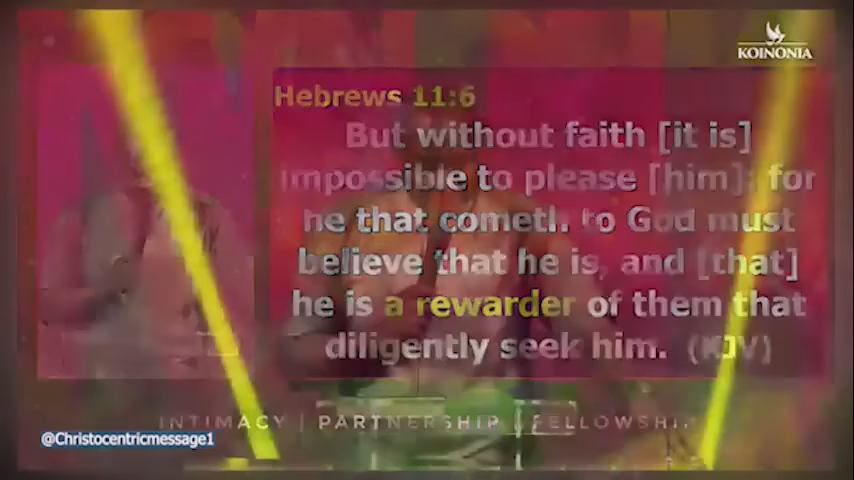 KOINONIA
Hebrews 11:6
But without faith [it is]
impossible to please [him]: for
he that cometh to God must
believe that he is, and [that]
he is a rewarder of them that
diligently seek him. (KJV)
INTIMACY | PARTNERSHIP | FELLOWSHIP
@Christocentricmessage1